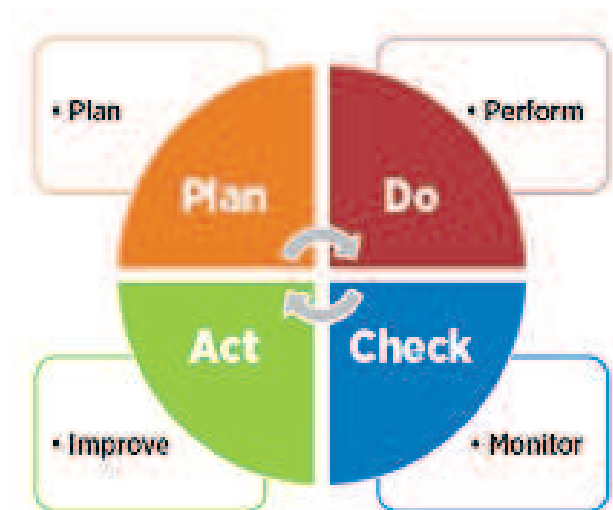 • Plan
• Perform
Plan
Do
Act
Check
• Improve
• Monitor